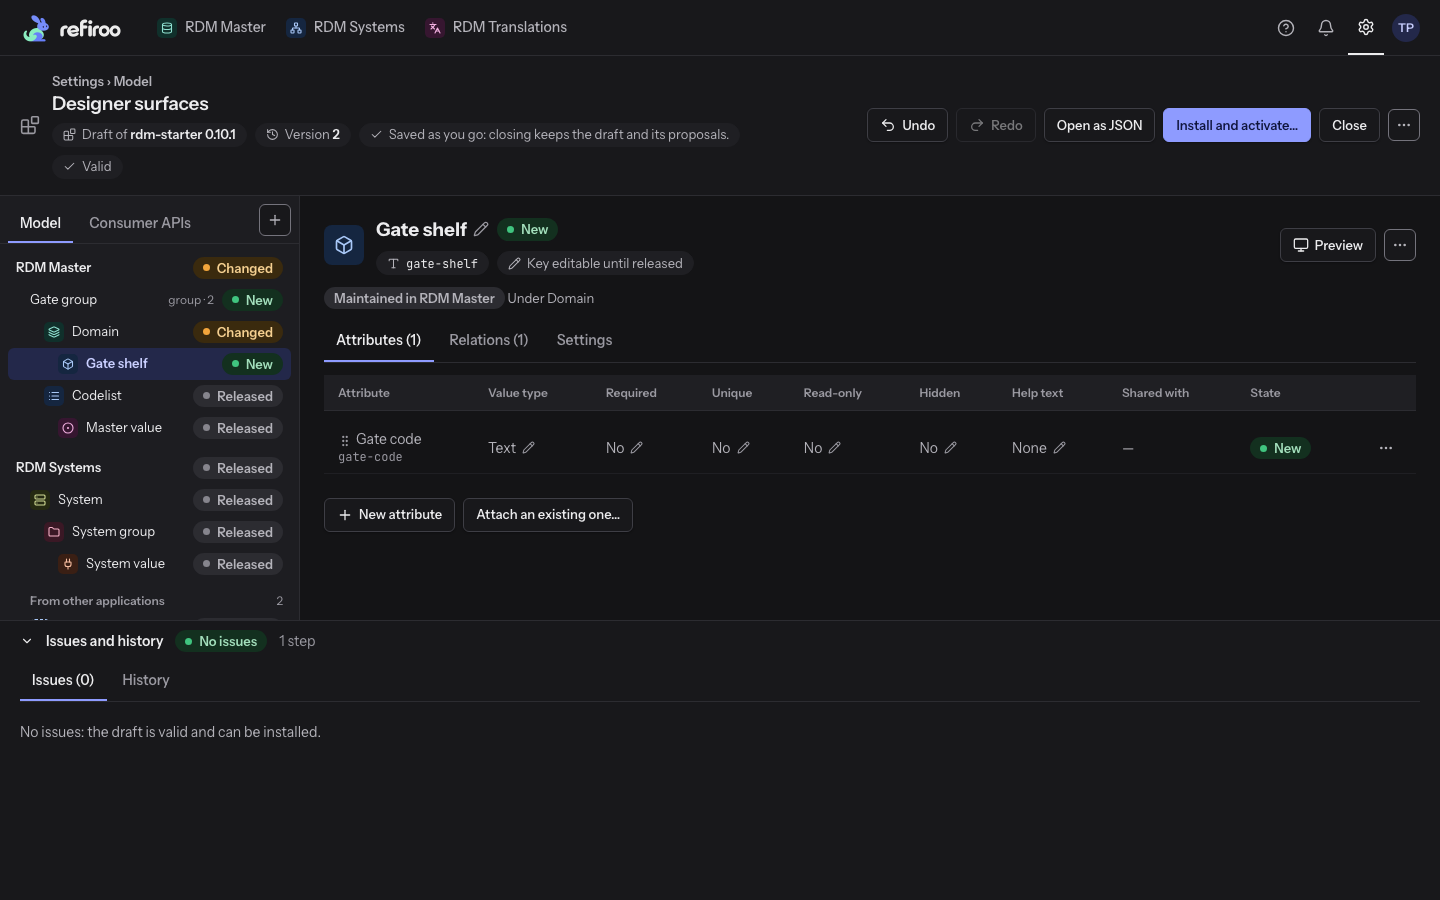 refiroo
RDM Master
RDM Systems
RDM Translations
TP
Settings › Model
Designer surfaces
Draft of rdm-starter 0.10.1
Version 2
Saved as you go: closing keeps the draft and its proposals.
Valid
Undo
Redo
Open as JSON
Install and activate...
Close
Model
Consumer APIs
RDM Master
Changed
Gate group
group · 2
New
Domain
Changed
Gate shelf
New
Codelist
Released
Master value
Released
RDM Systems
Released
System
Released
System group
Released
System value
Released
From other applications
2
Gate shelf
New
gate-shelf
Key editable until released
Maintained in RDM Master Under Domain
Preview
Attributes (1)
Relations (1)
Settings
Attribute
Value type
Required
Unique
Read-only
Hidden
Help text
Shared with
State
Gate code
gate-code
Text
No
No
No
No
None
—
New
New attribute
Attach an existing one...
Issues and history
No issues
1 step
Issues (0)
History
No issues: the draft is valid and can be installed.